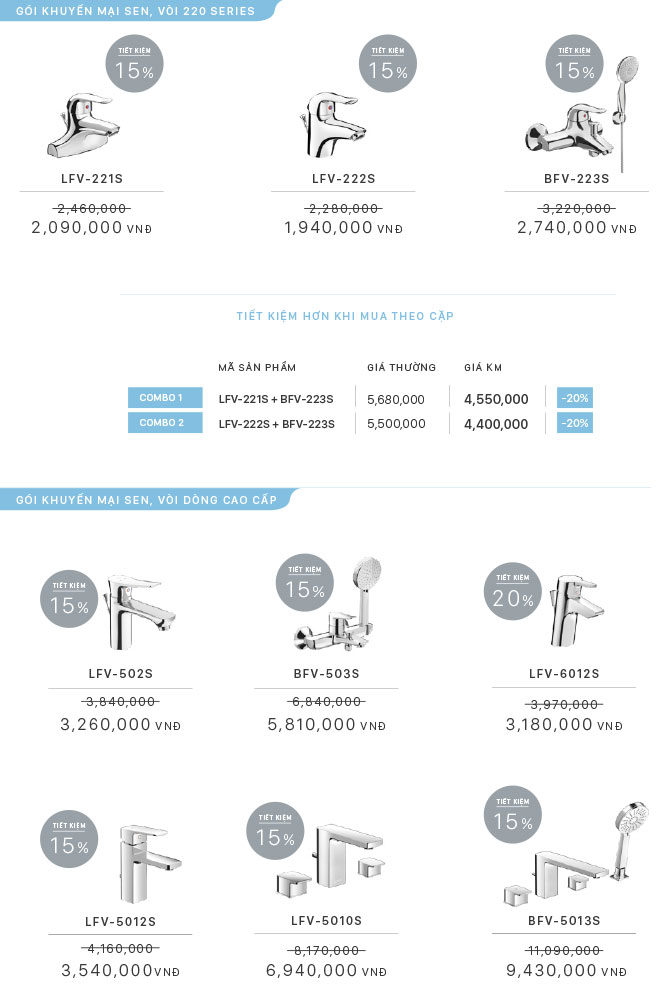 GÓI KHUYẾN MẠI SEN, VÒI 220 SERIES
TIẾT KIỆM
15%
TIẾT KIỆM
15%
TIẾT KIỆM
15%
LFV-221S
LFV-222S
BFV-223S
2,460,000
2,280,000
3,220,000
2,090,000 VNĐ
1,940,000 VNĐ
2,740,000 VNĐ
TIẾT KIỆM HƠN KHI MUA THEO CẶP
MÃ SẢN PHẨM GIÁ THƯỜNG GIÁ KM
COMBO 1 LFV-221S + BFV-223S 5,680,000 4,550,000 -20%
COMBO 2 LFV-222S + BFV-223S 5,500,000 4,400,000 -20%
GÓI KHUYẾN MẠI SEN, VÒI DÒNG CAO CẤP
TIẾT KIỆM
15%
TIẾT KIỆM
15%
TIẾT KIỆM
20%
LFV-502S
BFV-503S
LFV-6012S
3,840,000
6,840,000
3,970,000
3,260,000 VNĐ
5,810,000 VNĐ
3,180,000 VNĐ
TIẾT KIỆM
15%
TIẾT KIỆM
15%
TIẾT KIỆM
15%
LFV-5012S
LFV-5010S
BFV-5013S
4,160,000
8,170,000
11,090,000
3,540,000VNĐ
6,940,000 VNĐ
9,430,000 VNĐ